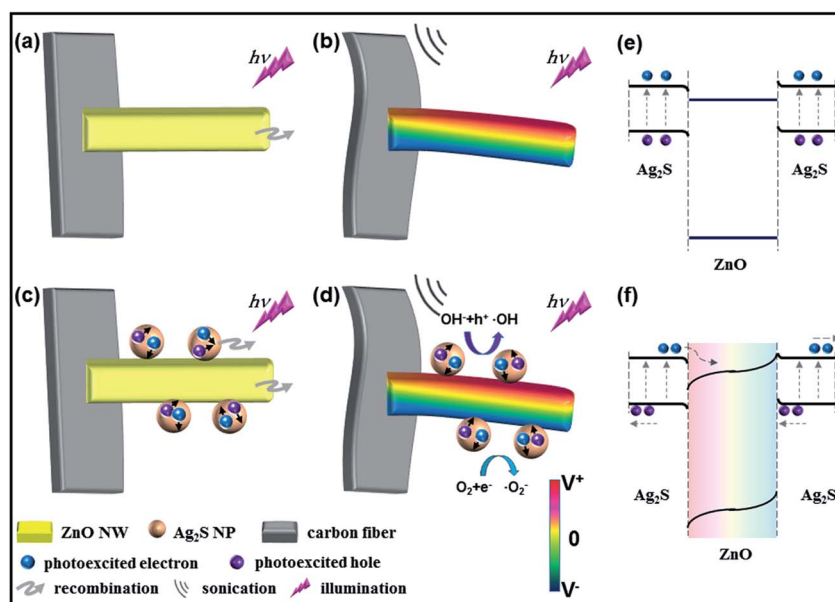 (a)
hν
(b)
hν
(e)
Ag₂S
Ag₂S
ZnO
(c)
hν
(d)
hν
OH⁻+h⁺ ·OH
O₂+e⁻ ·O₂⁻
V⁺
0
V⁻
(f)
Ag₂S
Ag₂S
ZnO
ZnO NW
Ag₂S NP
carbon fiber
photoexcited electron
photoexcited hole
recombination
sonication
illumination